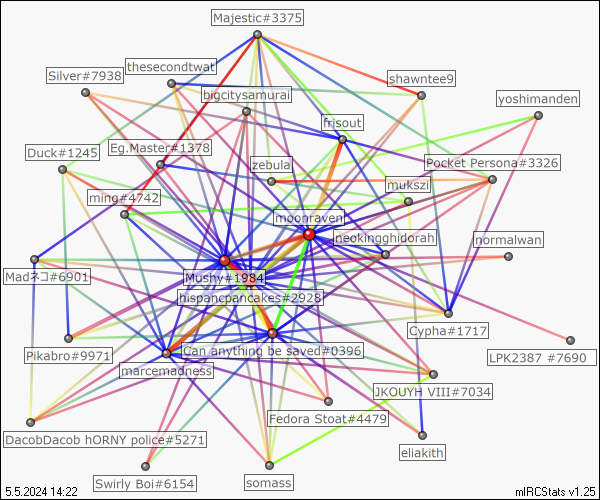 Majestic#3375
thesecondtwat
Silver#7938
shawntee9
bigcitysamurai
yoshimanden
frisout
Eg.Master#1378
Duck#1245
zebula
Pocket Persona#3326
mukszi
ming#4742
moonraven
neokingghidorah
normalwan
Madネコ#6901
Mushy#1984
hispancpancakes#2928
Cypha#1717
Pikabro#9971
Can anything be saved#0396
LPK2387 #7690
marcemadness
JKOUYH VIII#7034
Fedora Stoat#4479
DacobDacob hORNY police#5271
eliakith
Swirly Boi#6154
somass
5.5.2024 14:22
mIRCStats v1.25